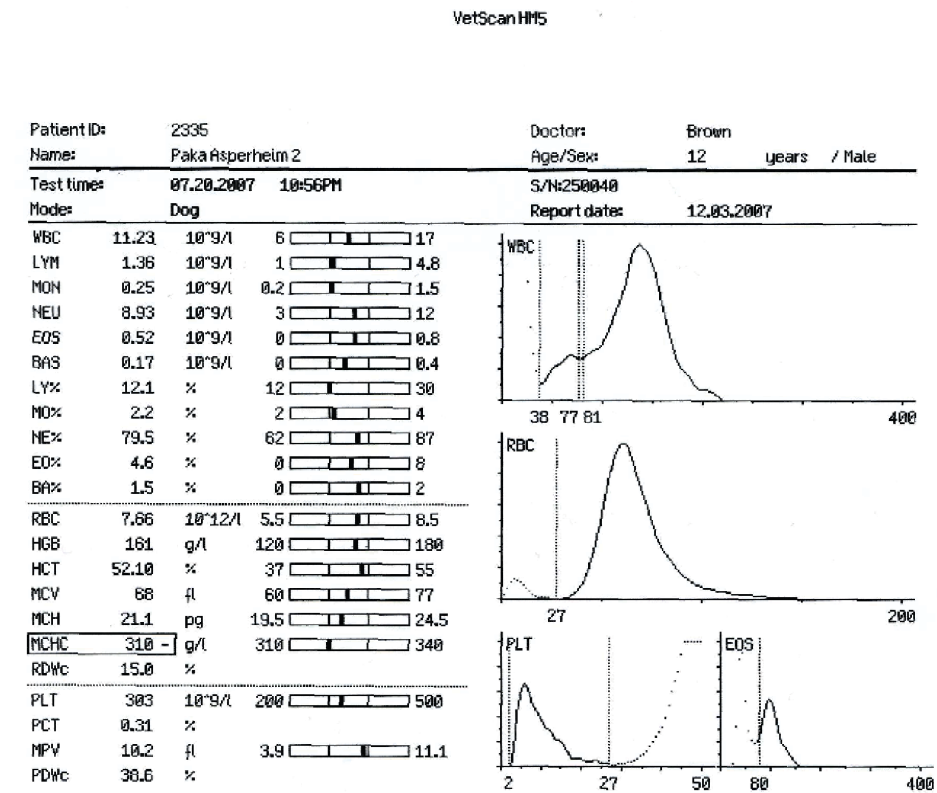 VetScan HM5
Patient ID: 2335 Doctor: Brown
Name: Paka Asperheim 2 Age/Sex: 12 years / Male
Test time: 07.20.2007 10:56PM S/N:250040
Mode: Dog Report date: 12.03.2007
WBC 11.23 10^9/l 6 17
LYM 1.36 10^9/l 1 4.8
MON 0.25 10^9/l 0.2 1.5
NEU 8.93 10^9/l 3 12
EOS 0.52 10^9/l 0 0.8
BAS 0.17 10^9/l 0 0.4
LY% 12.1 % 12 30
MO% 2.2 % 2 4
NE% 79.5 % 62 87
EO% 4.6 % 0 8
BA% 1.5 % 0 2
RBC 7.66 10^12/l 5.5 8.5
HGB 161 g/l 120 180
HCT 52.10 % 37 55
MCV 68 fl 60 77
MCH 21.1 pg 19.5 24.5
MCHC 310 - g/l 310 340
RDWc 15.0 %
PLT 303 10^9/l 200 500
PCT 0.31 %
MPV 10.2 fl 3.9 11.1
PDWc 38.6 %
WBC
38 77 81 400
RBC
27 200
PLT EOS
2 27 50 80 400